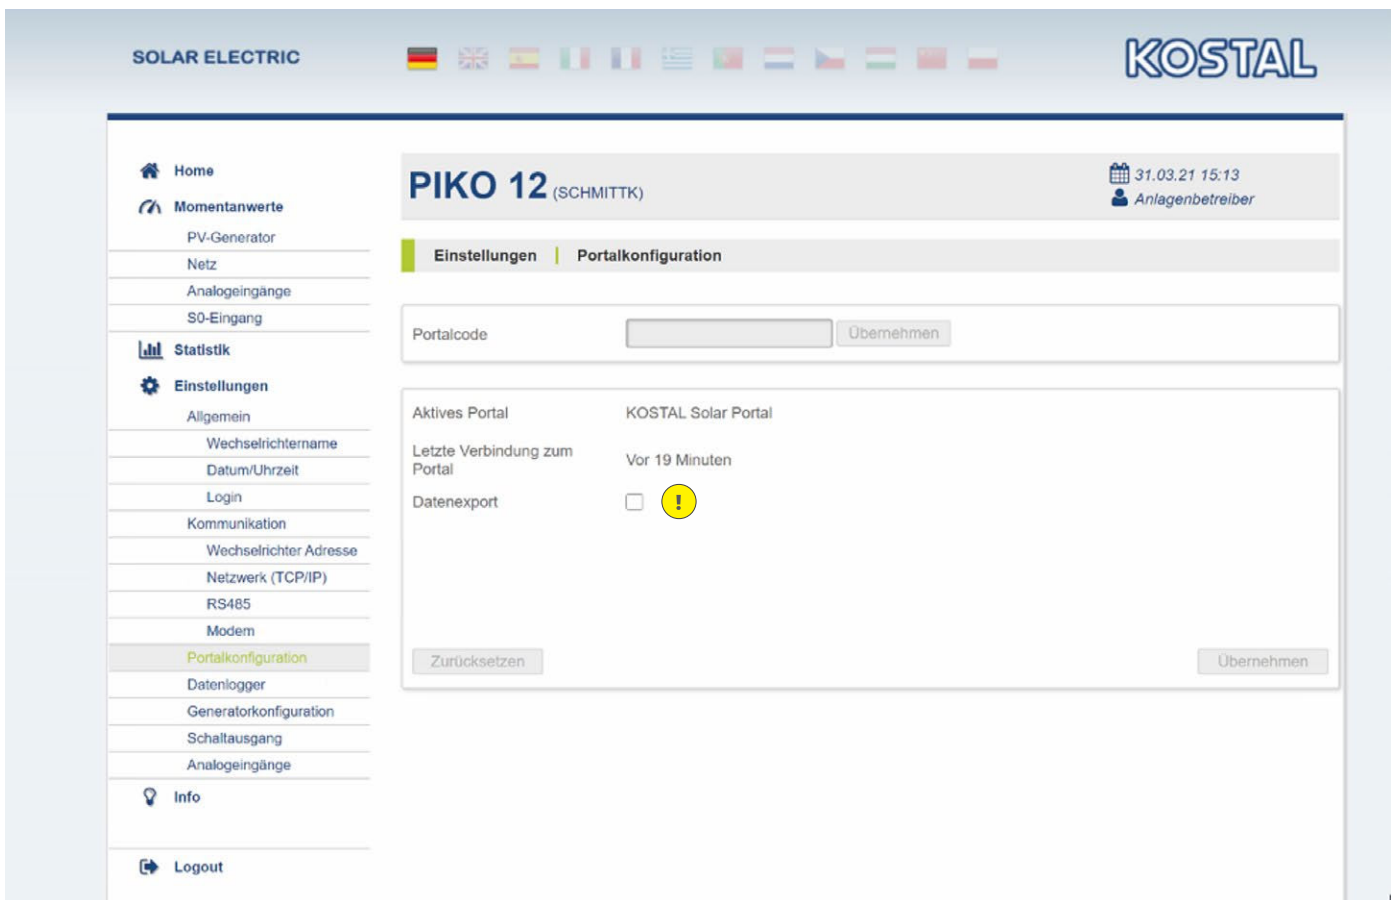 SOLAR ELECTRIC
KOSTAL
Home
Momentanwerte
PV-Generator
Netz
Analogeingänge
S0-Eingang
Statistik
Einstellungen
Allgemein
Wechselrichtername
Datum/Uhrzeit
Login
Kommunikation
Wechselrichter Adresse
Netzwerk (TCP/IP)
RS485
Modem
Portalkonfiguration
Datenlogger
Generatorkonfiguration
Schaltausgang
Analogeingänge
Info
Logout
PIKO 12 (SCHMITTK)
31.03.21 15:13
Anlagenbetreiber
Einstellungen | Portalkonfiguration
Portalcode Übernehmen
Aktives Portal KOSTAL Solar Portal
Letzte Verbindung zum
Portal
Vor 19 Minuten
Datenexport !
Zurücksetzen Übernehmen